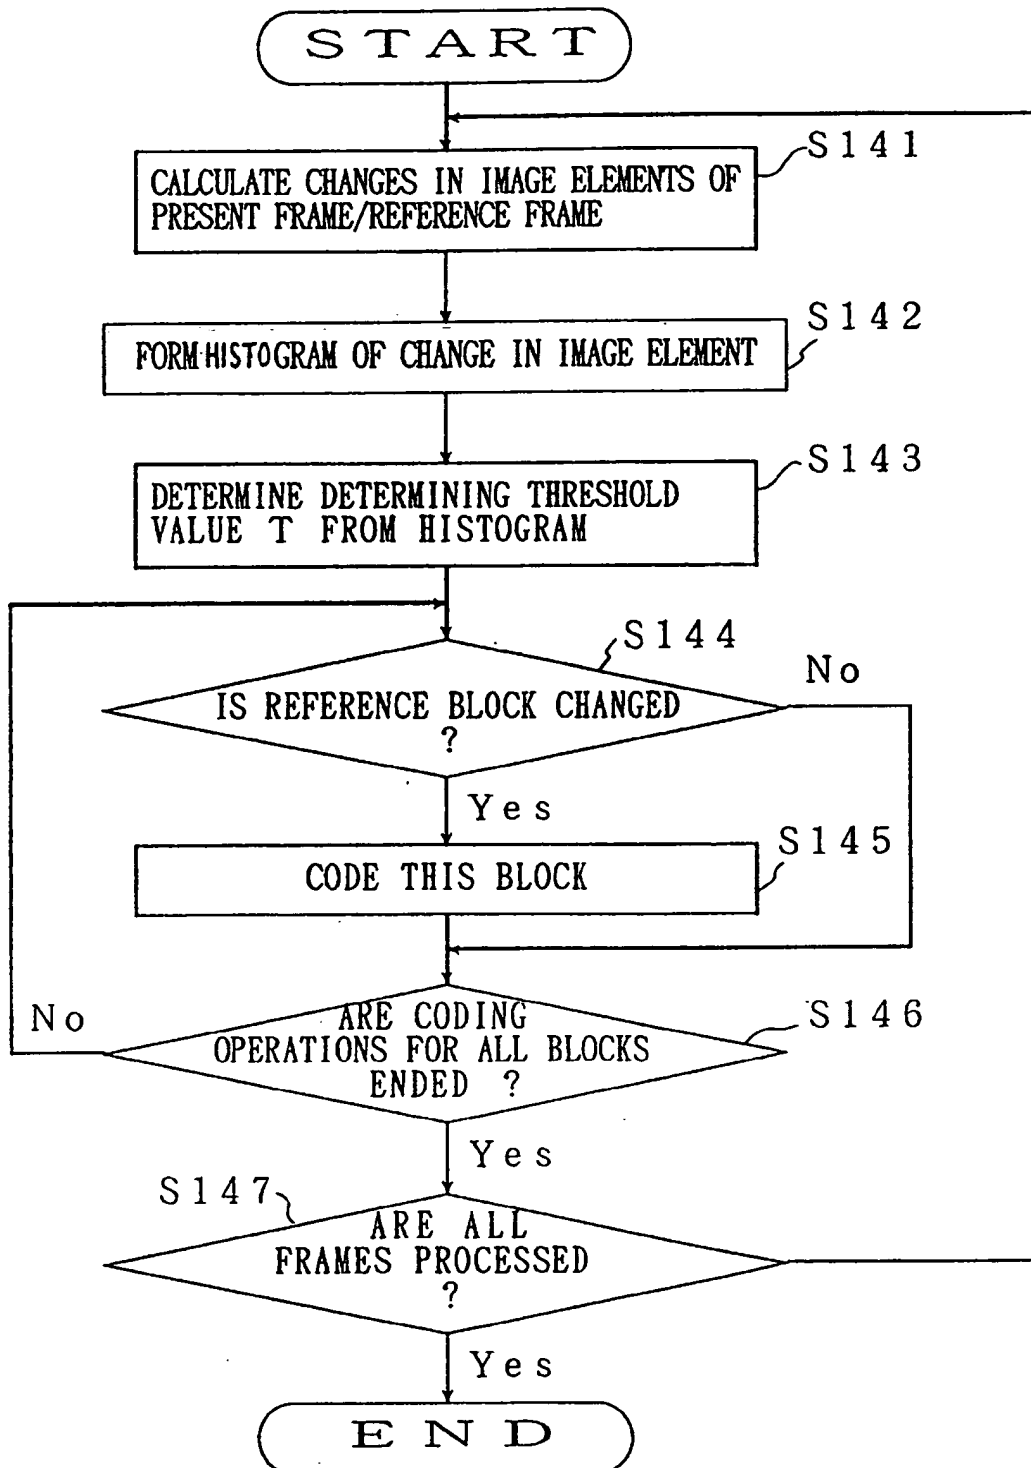 START
S141
CALCULATE CHANGES IN IMAGE ELEMENTS OF
PRESENT FRAME/REFERENCE FRAME
S142
FORM HISTOGRAM OF CHANGE IN IMAGE ELEMENT
S143
DETERMINE DETERMINING THRESHOLD
VALUE T FROM HISTOGRAM
S144
No
IS REFERENCE BLOCK CHANGED
?
Yes
S145
CODE THIS BLOCK
No
S146
ARE CODING
OPERATIONS FOR ALL BLOCKS
ENDED ?
Yes
S147
ARE ALL
FRAMES PROCESSED
?
Yes
END